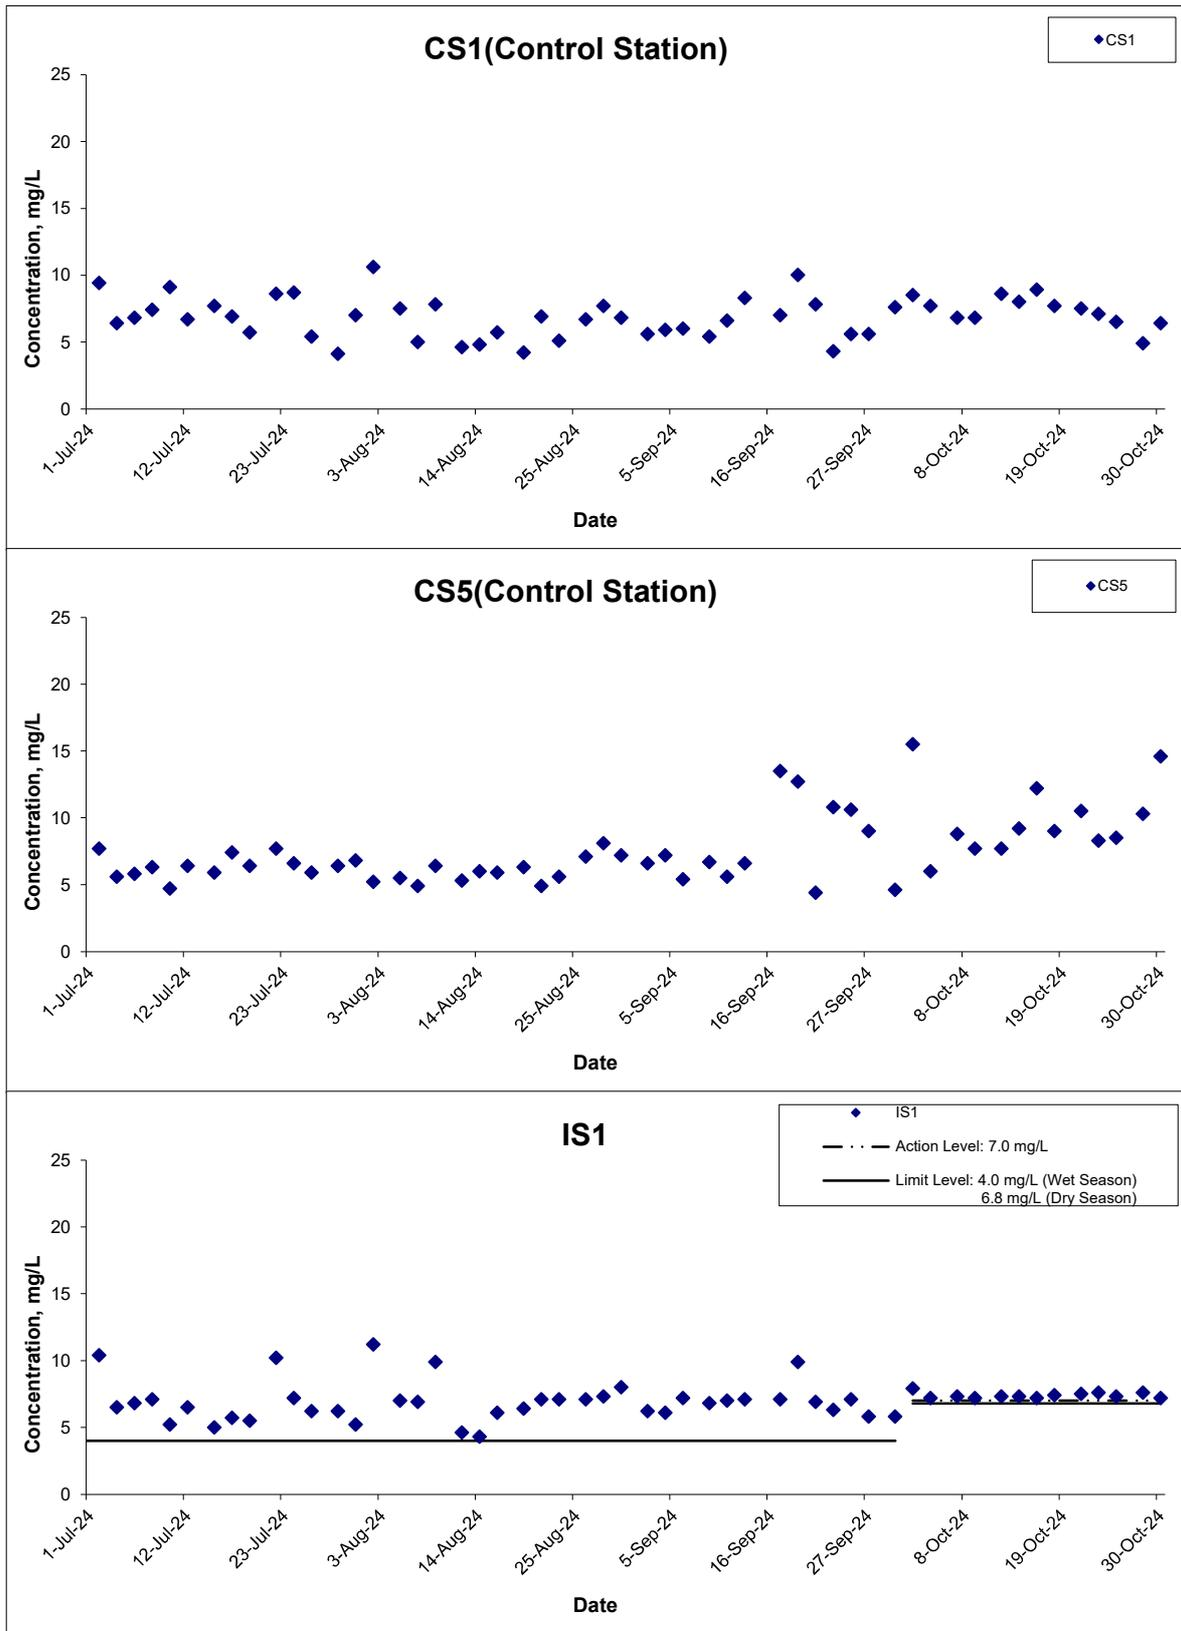 CS1(Control Station)
CS1
Concentration, mg/L
25
20
15
10
5
0
1-Jul-24
12-Jul-24
23-Jul-24
3-Aug-24
14-Aug-24
25-Aug-24
5-Sep-24
16-Sep-24
27-Sep-24
8-Oct-24
19-Oct-24
30-Oct-24
Date
CS5(Control Station)
CS5
Concentration, mg/L
25
20
15
10
5
0
1-Jul-24
12-Jul-24
23-Jul-24
3-Aug-24
14-Aug-24
25-Aug-24
5-Sep-24
16-Sep-24
27-Sep-24
8-Oct-24
19-Oct-24
30-Oct-24
Date
IS1
IS1
Action Level: 7.0 mg/L
Limit Level: 4.0 mg/L (Wet Season)
6.8 mg/L (Dry Season)
Concentration, mg/L
25
20
15
10
5
0
1-Jul-24
12-Jul-24
23-Jul-24
3-Aug-24
14-Aug-24
25-Aug-24
5-Sep-24
16-Sep-24
27-Sep-24
8-Oct-24
19-Oct-24
30-Oct-24
Date